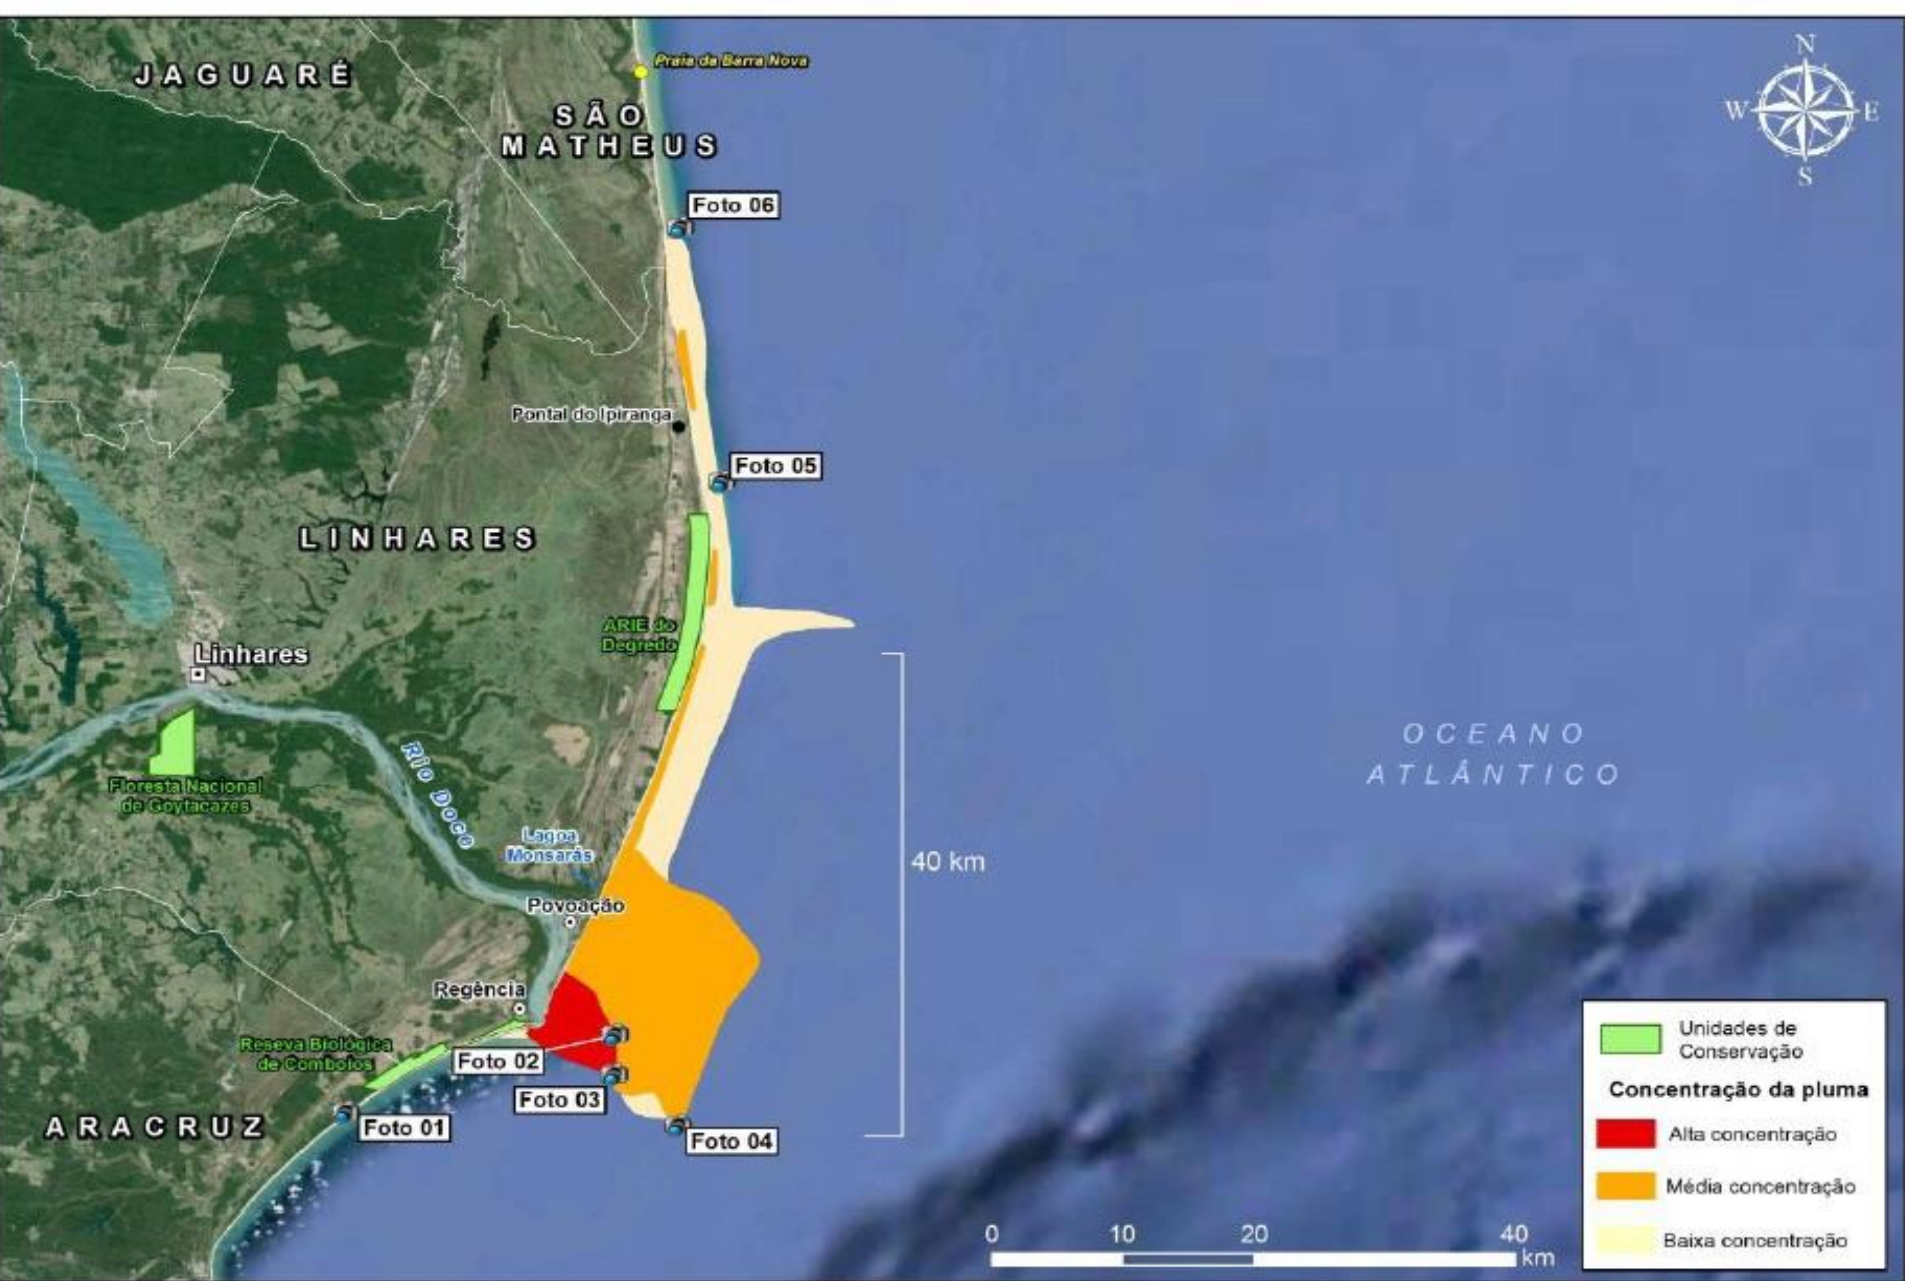 N
W
E
S
JAGUARÉ
Praia da Barra Nova
SÃO
MATHEUS
Foto 06
Pontal do Ipiranga
Foto 05
LINHARES
ARIE do
Degredo
Linhares
Floresta Nacional
de Goytacazes
Rio Doce
OCEANO
ATLÂNTICO
Lagoa
Monsarás
40 km
Povoação
Regência
Reseva Biológica
de Comboios
Foto 02
Foto 03
Foto 01
Foto 04
ARACRUZ
Unidades de
Conservação
Concentração da pluma
Alta concentração
Média concentração
Baixa concentração
0 10 20 40
km